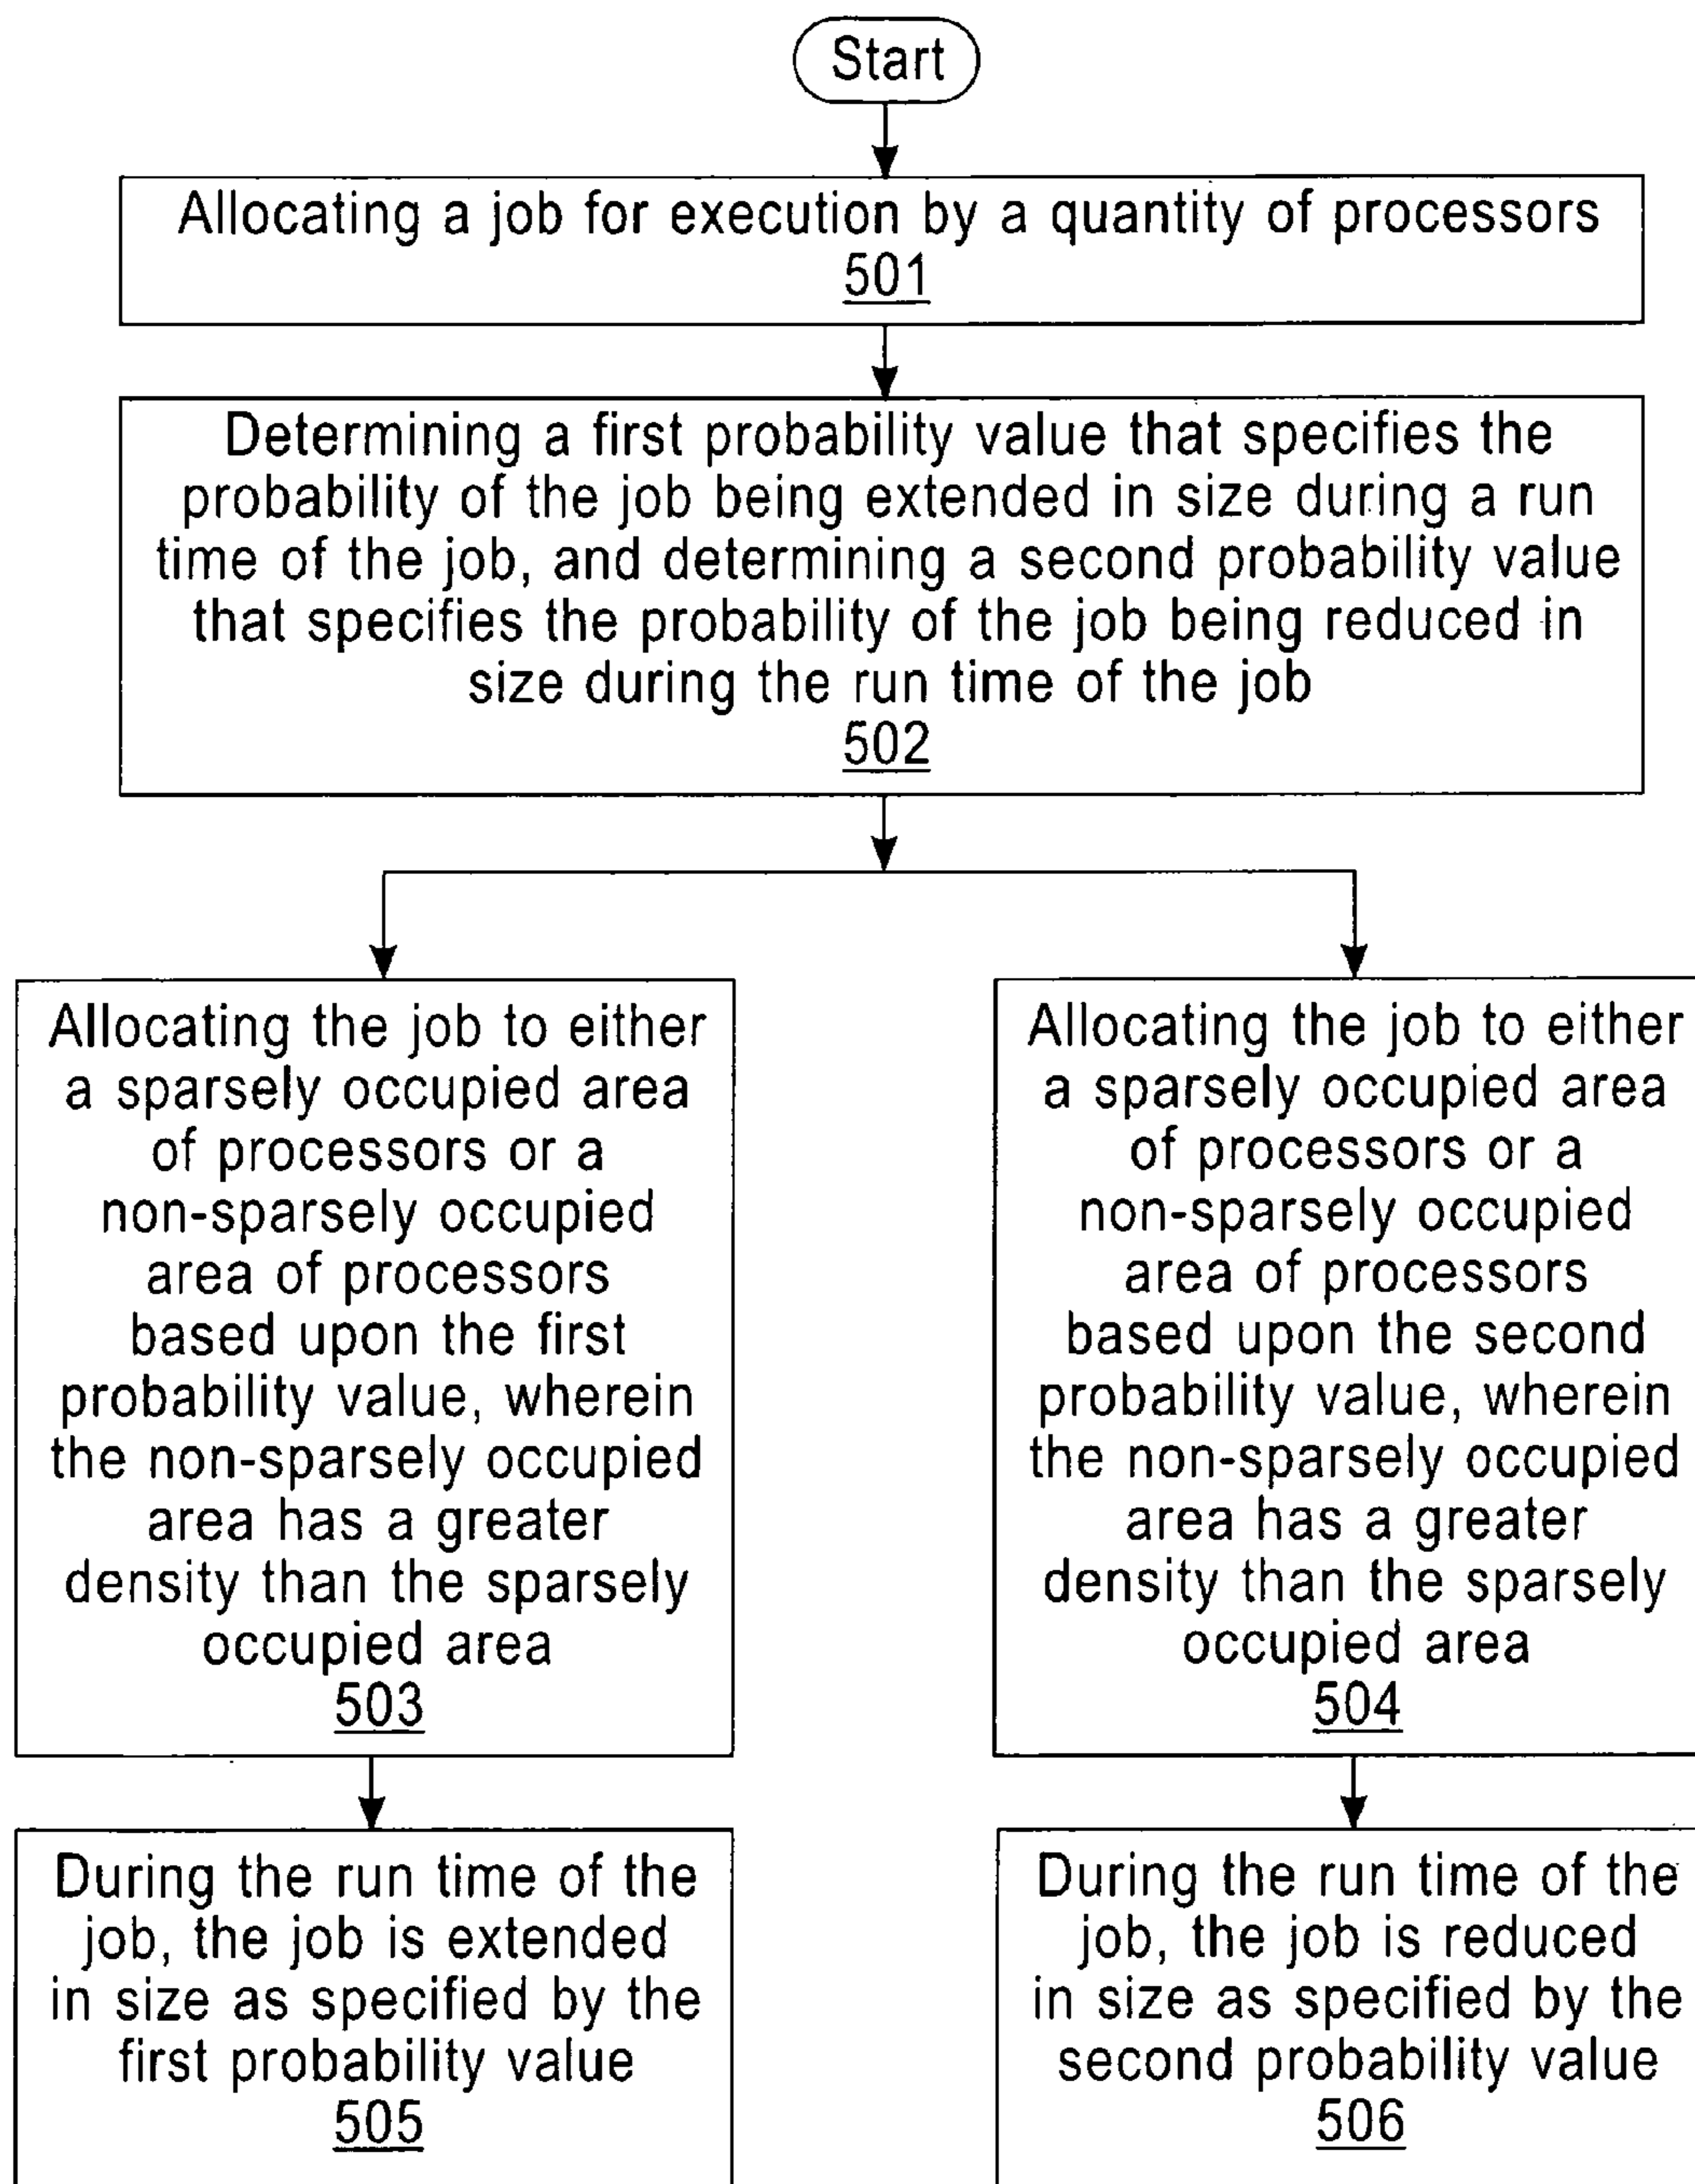 Start
Allocating a job for execution by a quantity of processors
501
Determining a first probability value that specifies the
probability of the job being extended in size during a run
time of the job, and determining a second probability value
that specifies the probability of the job being reduced in
size during the run time of the job
502
Allocating the job to either
a sparsely occupied area
of processors or a
non-sparsely occupied
area of processors
based upon the first
probability value, wherein
the non-sparsely occupied
area has a greater
density than the sparsely
occupied area
503
Allocating the job to either
a sparsely occupied area
of processors or a
non-sparsely occupied
area of processors
based upon the second
probability value, wherein
the non-sparsely occupied
area has a greater
density than the sparsely
occupied area
504
During the run time of the
job, the job is extended
in size as specified by the
first probability value
505
During the run time of the
job, the job is reduced
in size as specified by the
second probability value
506